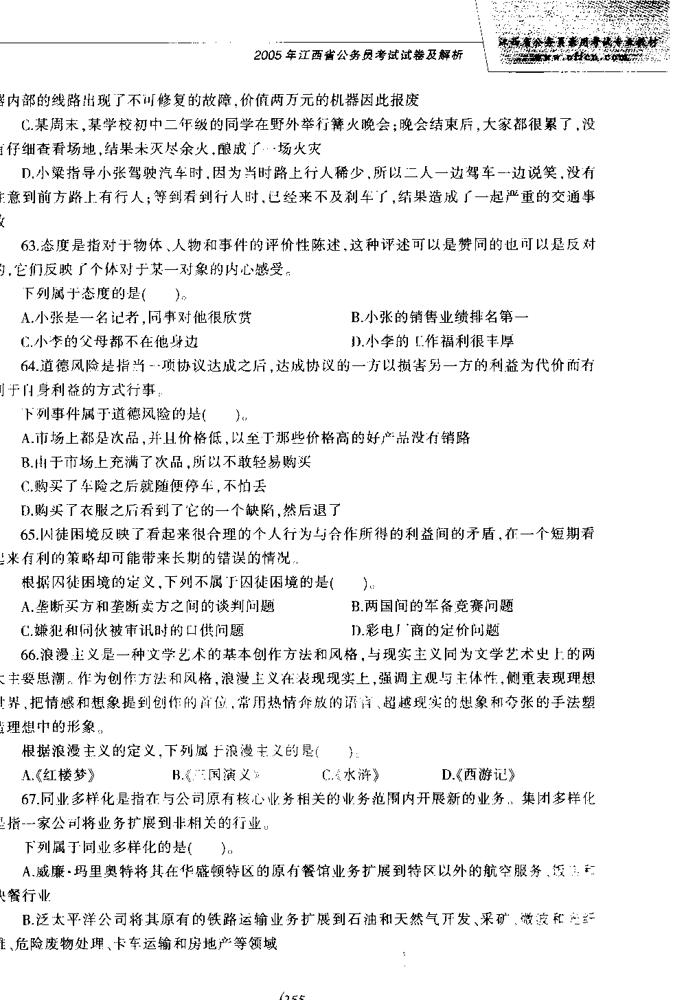 江西省公务员录用考试专业教材
www.offcn.com
2005年江西省公务员考试试卷及解析
器内部的线路出现了不可修复的故障,价值两万元的机器因此报废
C.某周末,某学校初中二年级的同学在野外举行篝火晚会;晚会结束后,大家都很累了,没
有仔细查看场地,结果未灭尽余火,酿成了一场火灾
D.小梁指导小张驾驶汽车时,因为当时路上行人稀少,所以二人一边驾车一边说笑,没有
注意到前方路上有行人;等到看到行人时,已经来不及刹车了,结果造成了一起严重的交通事
故
63.态度是指对于物体、人物和事件的评价性陈述,这种评述可以是赞同的也可以是反对
的,它们反映了个体对于某一对象的内心感受。
下列属于态度的是(　　)。
A.小张是一名记者,同事对他很欣赏　　B.小张的销售业绩排名第一
C.小李的父母都不在他身边　　D.小李的工作福利很丰厚
64.道德风险是指当一项协议达成之后,达成协议的一方以损害另一方的利益为代价而有
利于自身利益的方式行事。
下列事件属于道德风险的是(　　)。
A.市场上都是次品,并且价格低,以至于那些价格高的好产品没有销路
B.由于市场上充满了次品,所以不敢轻易购买
C.购买了车险之后就随便停车,不怕丢
D.购买了衣服之后看到了它的一个缺陷,然后退了
65.囚徒困境反映了看起来很合理的个人行为与合作所得的利益间的矛盾,在一个短期看
起来有利的策略却可能带来长期的错误的情况。
根据囚徒困境的定义,下列不属于囚徒困境的是(　　)。
A.垄断买方和垄断卖方之间的谈判问题　　B.两国间的军备竞赛问题
C.嫌犯和同伙被审讯时的口供问题　　D.彩电厂商的定价问题
66.浪漫主义是一种文学艺术的基本创作方法和风格,与现实主义同为文学艺术史上的两
大主要思潮。作为创作方法和风格,浪漫主义在表现现实上,强调主观与主体性,侧重表现理想
世界,把情感和想象提到创作的首位,常用热情奔放的语言、超越现实的想象和夸张的手法塑
造理想中的形象。
根据浪漫主义的定义,下列属于浪漫主义的是(　　)。
A.《红楼梦》　　B.《三国演义》　　C.《水浒》　　D.《西游记》
67.同业多样化是指在与公司原有核心业务相关的业务范围内开展新的业务。集团多样化
是指一家公司将业务扩展到非相关的行业。
下列属于同业多样化的是(　　)。
A.威廉·玛里奥特将其在华盛顿特区的原有餐馆业务扩展到特区以外的航空服务、饭店和
快餐行业
B.泛太平洋公司将其原有的铁路运输业务扩展到石油和天然气开发、采矿、微波和光纤
维、危险废物处理、卡车运输和房地产等领域
255